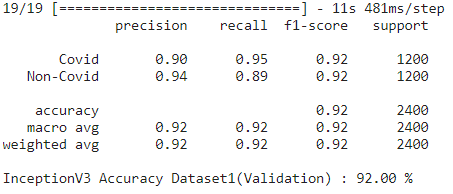 19/19 [==============================] - 11s 481ms/step
              precision    recall  f1-score   support

       Covid       0.90      0.95      0.92      1200
   Non-Covid       0.94      0.89      0.92      1200

    accuracy                           0.92      2400
   macro avg       0.92      0.92      0.92      2400
weighted avg       0.92      0.92      0.92      2400

InceptionV3 Accuracy Dataset1(Validation) : 92.00 %